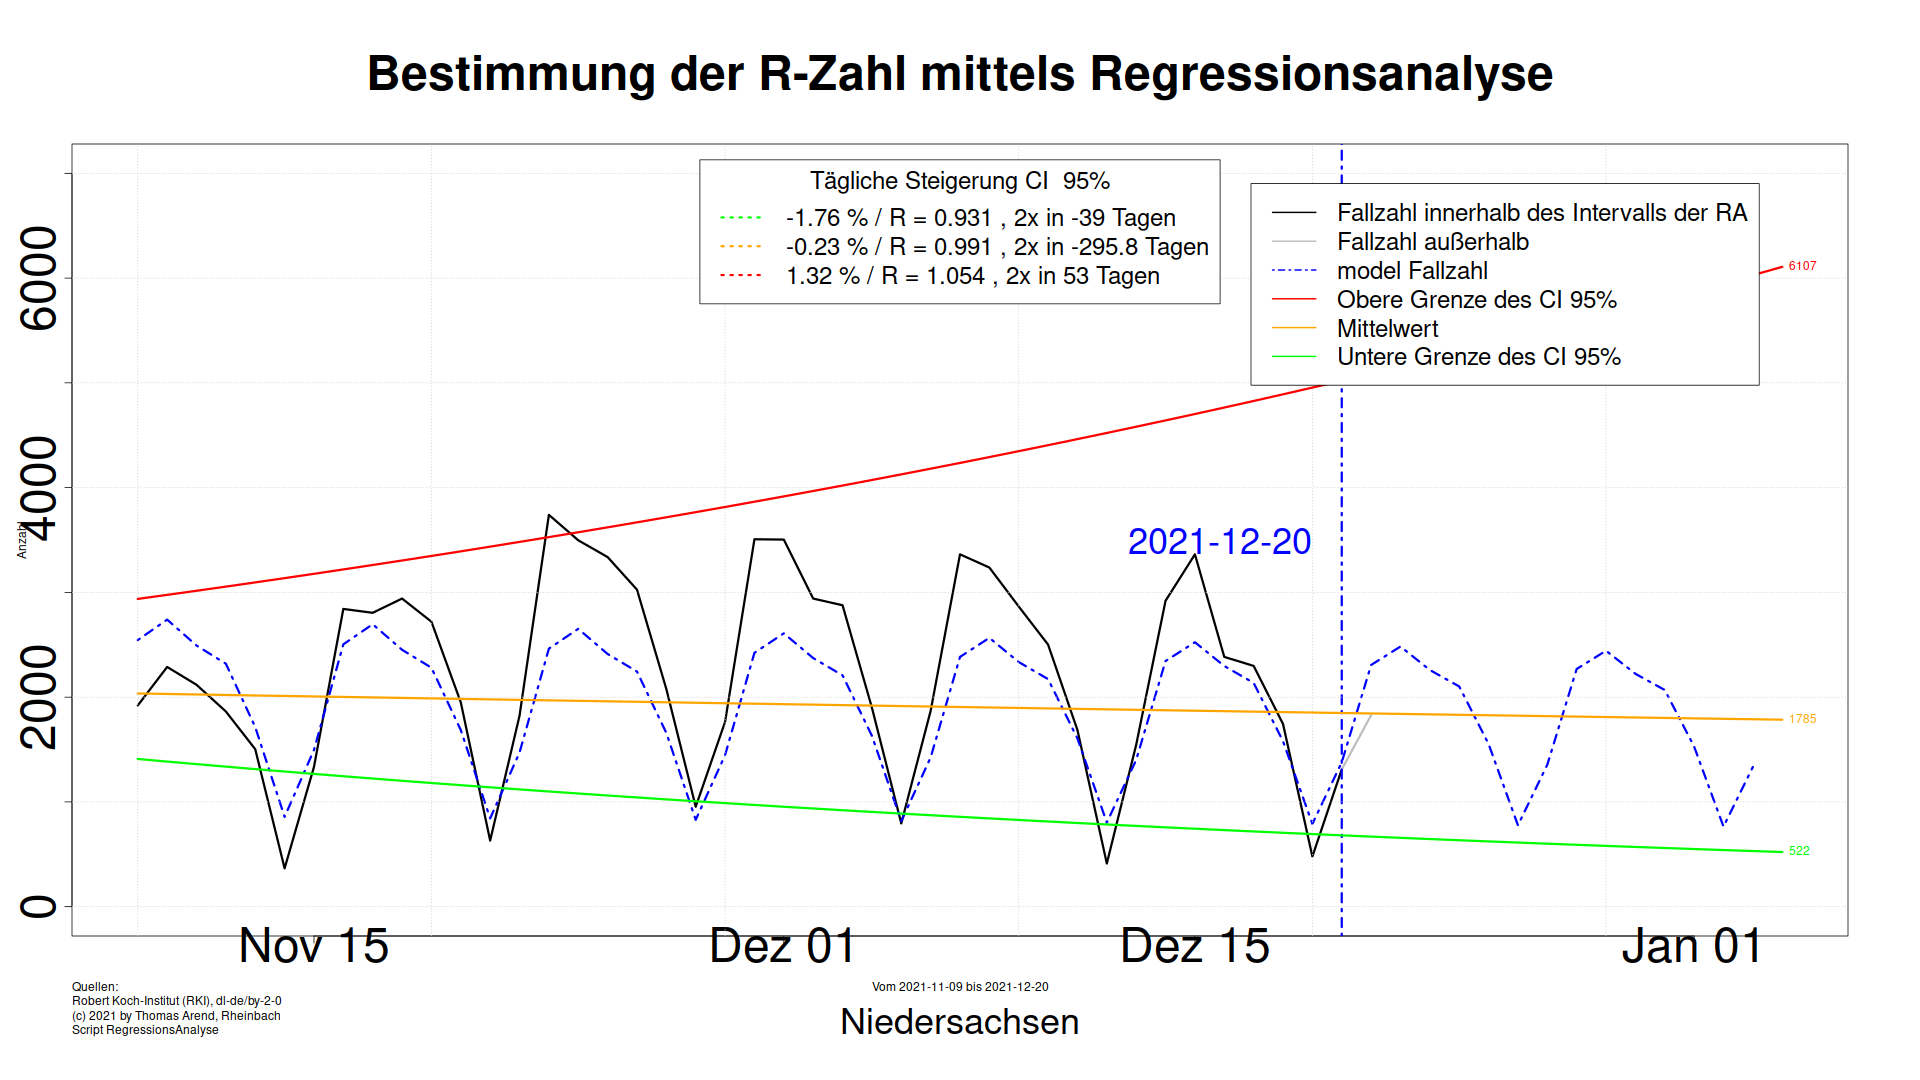 Bestimmung der R-Zahl mittels Regressionsanalyse
Tägliche Steigerung CI  95%
-1.76 % / R = 0.931 , 2x in -39 Tagen
-0.23 % / R = 0.991 , 2x in -295.8 Tagen
1.32 % / R = 1.054 , 2x in 53 Tagen
Fallzahl innerhalb des Intervalls der RA
Fallzahl außerhalb
model Fallzahl
Obere Grenze des CI 95%
Mittelwert
Untere Grenze des CI 95%
6107
6000
4000
2000
0
Anzahl
2021-12-20
1785
522
Nov 15
Dez 01
Dez 15
Jan 01
Quellen:
Robert Koch-Institut (RKI), dl-de/by-2-0
(c) 2021 by Thomas Arend, Rheinbach
Script RegressionsAnalyse
Vom 2021-11-09 bis 2021-12-20
Niedersachsen